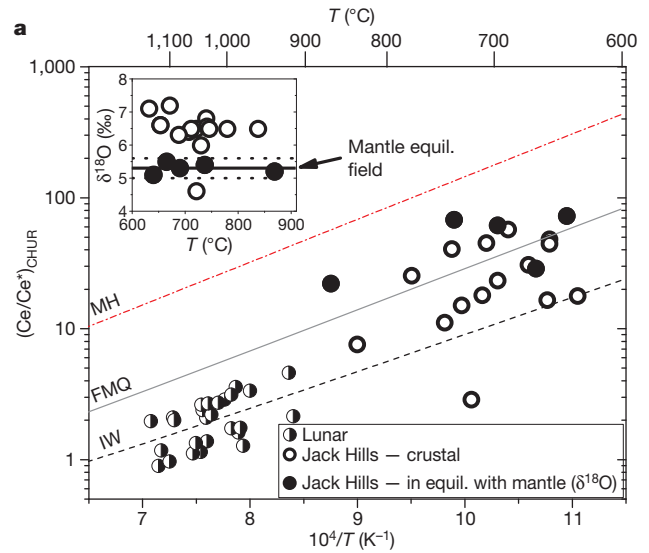 a
T (°C)
1,100 1,000 900 800 700 600
1,000
100
10
1
(Ce/Ce*)CHUR
8
7
6
5
4
δ18O (‰)
600 700 800 900
T (°C)
Mantle equil.
field
MH
FMQ
IW
Lunar
Jack Hills — crustal
Jack Hills — in equil. with mantle (δ18O)
7 8 9 10 11
10⁴/T (K⁻¹)